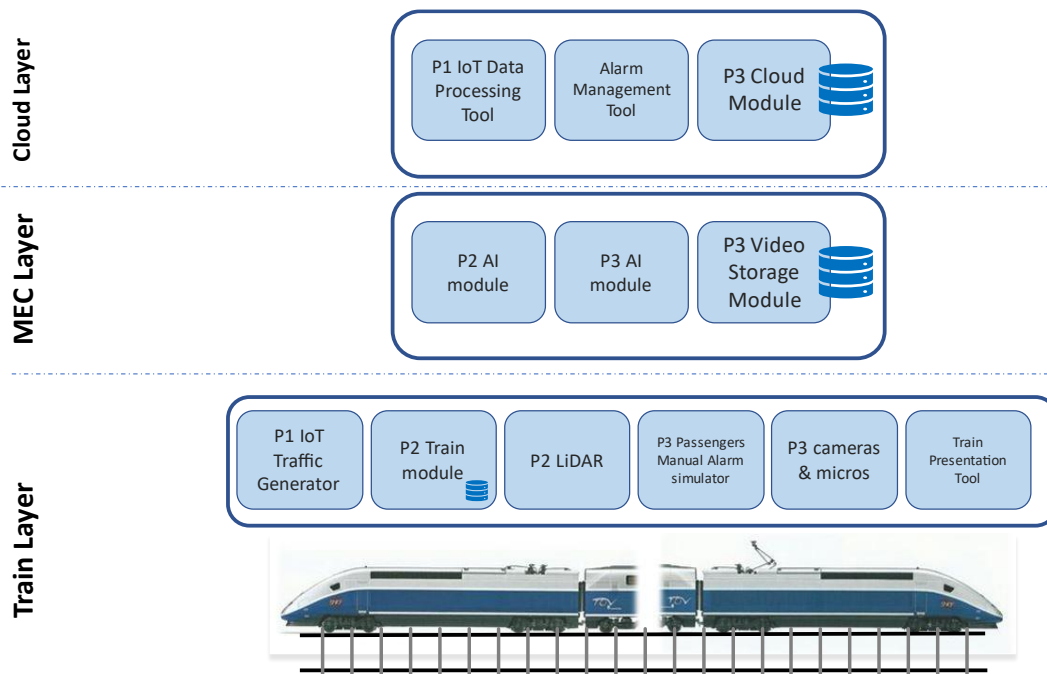 Cloud Layer
P1 IoT Data
Processing
Tool
Alarm
Management
Tool
P3 Cloud
Module
MEC Layer
P2 AI
module
P3 AI
module
P3 Video
Storage
Module
Train Layer
P1 IoT
Traffic
Generator
P2 Train
module
P2 LiDAR
P3 Passengers
Manual Alarm
simulator
P3 cameras
& micros
Train
Presentation
Tool